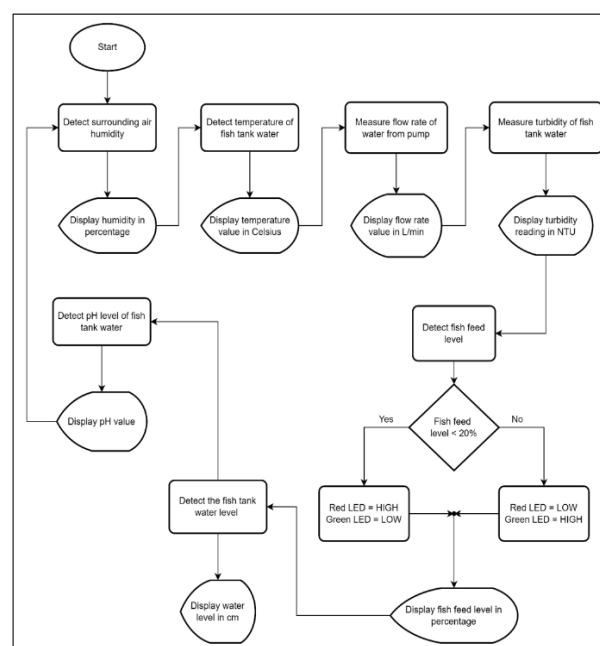 Start
Detect surrounding air
humidity
Detect temperature of
fish tank water
Measure flow rate of
water from pump
Measure turbidity of fish
tank water
Display humidity in
percentage
Display temperature
value in Celsius
Display flow rate
value in L/min
Display turbidity
reading in NTU
Detect fish feed
level
Fish feed
level < 20%
Yes
No
Red LED = HIGH
Green LED = LOW
Red LED = LOW
Green LED = HIGH
Display fish feed level in
percentage
Detect the fish tank
water level
Display water
level in cm
Detect pH level of fish
tank water
Display pH value